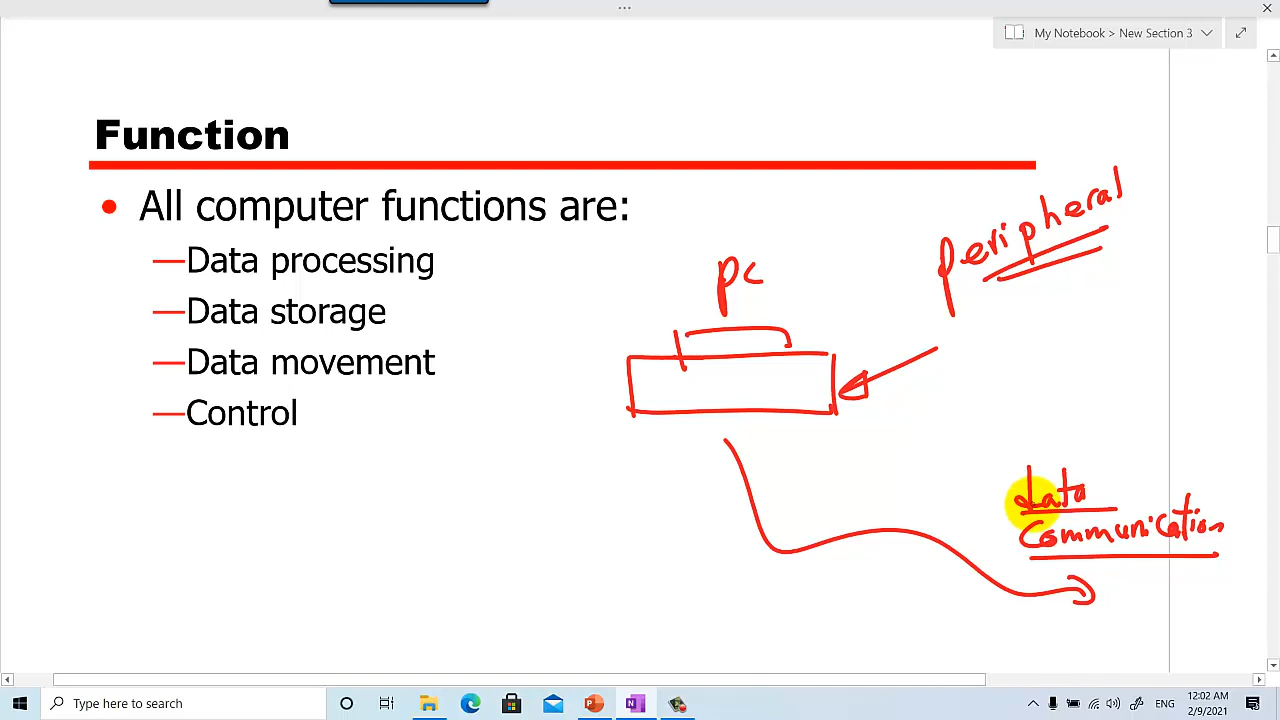 My Notebook > New Section 3
Function
• All computer functions are:
—Data processing
—Data storage
—Data movement
—Control
pc
peripheral
data
Communication
Type here to search
ENG
12:02 AM
2/9/2021